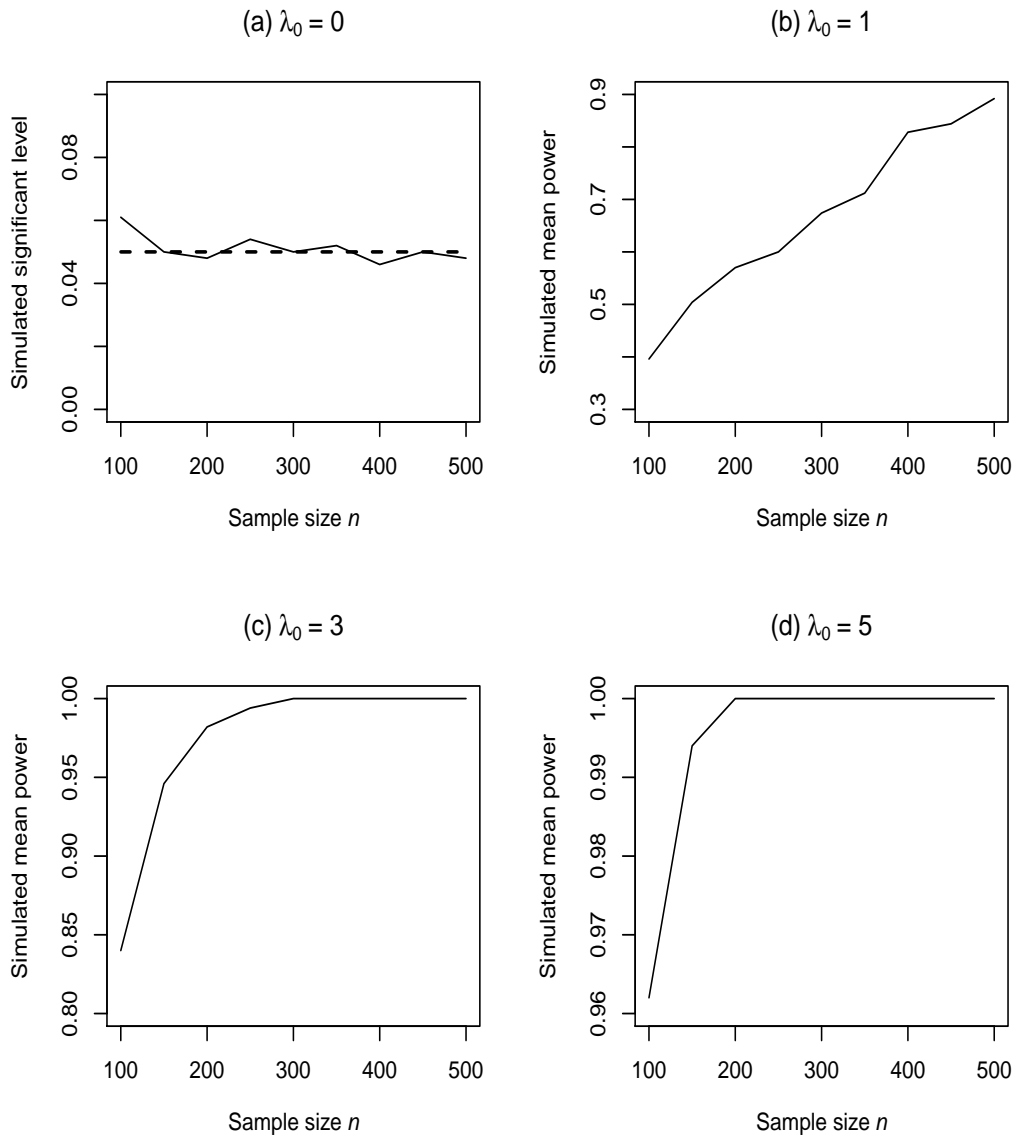 (a) λ0 = 0
Simulated significant level
0.00
0.04
0.08
100 200 300 400 500
Sample size n
(b) λ0 = 1
Simulated mean power
0.3
0.5
0.7
0.9
100 200 300 400 500
Sample size n
(c) λ0 = 3
Simulated mean power
0.80
0.85
0.90
0.95
1.00
100 200 300 400 500
Sample size n
(d) λ0 = 5
Simulated mean power
0.96
0.97
0.98
0.99
1.00
100 200 300 400 500
Sample size n